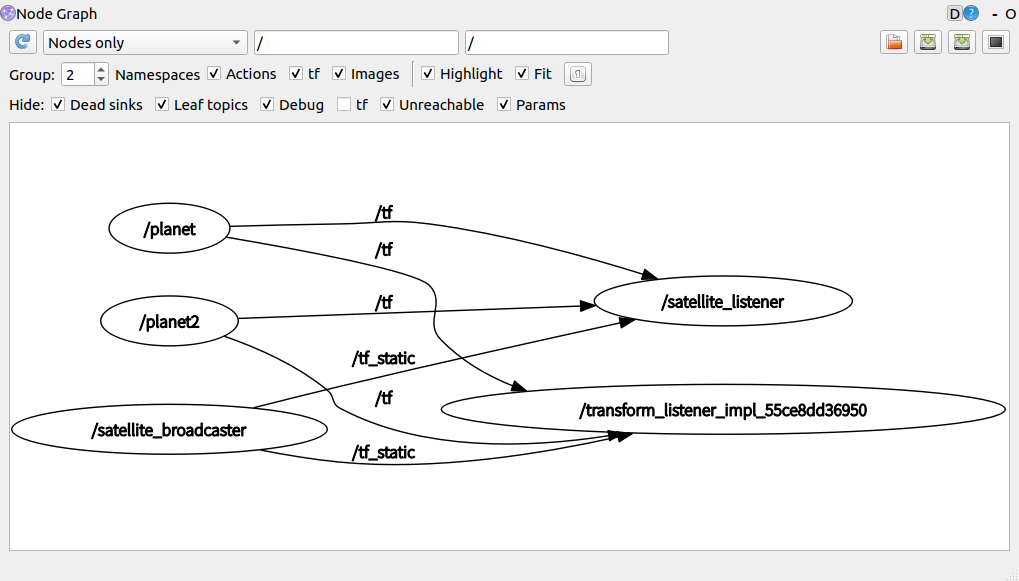 Node Graph D ? - O
Nodes only / /
Group: 2 Namespaces Actions tf Images Highlight Fit
Hide: Dead sinks Leaf topics Debug tf Unreachable Params
/tf
/planet
/tf
/tf
/satellite_listener
/planet2
/tf_static
/tf
/transform_listener_impl_55ce8dd36950
/satellite_broadcaster
/tf_static